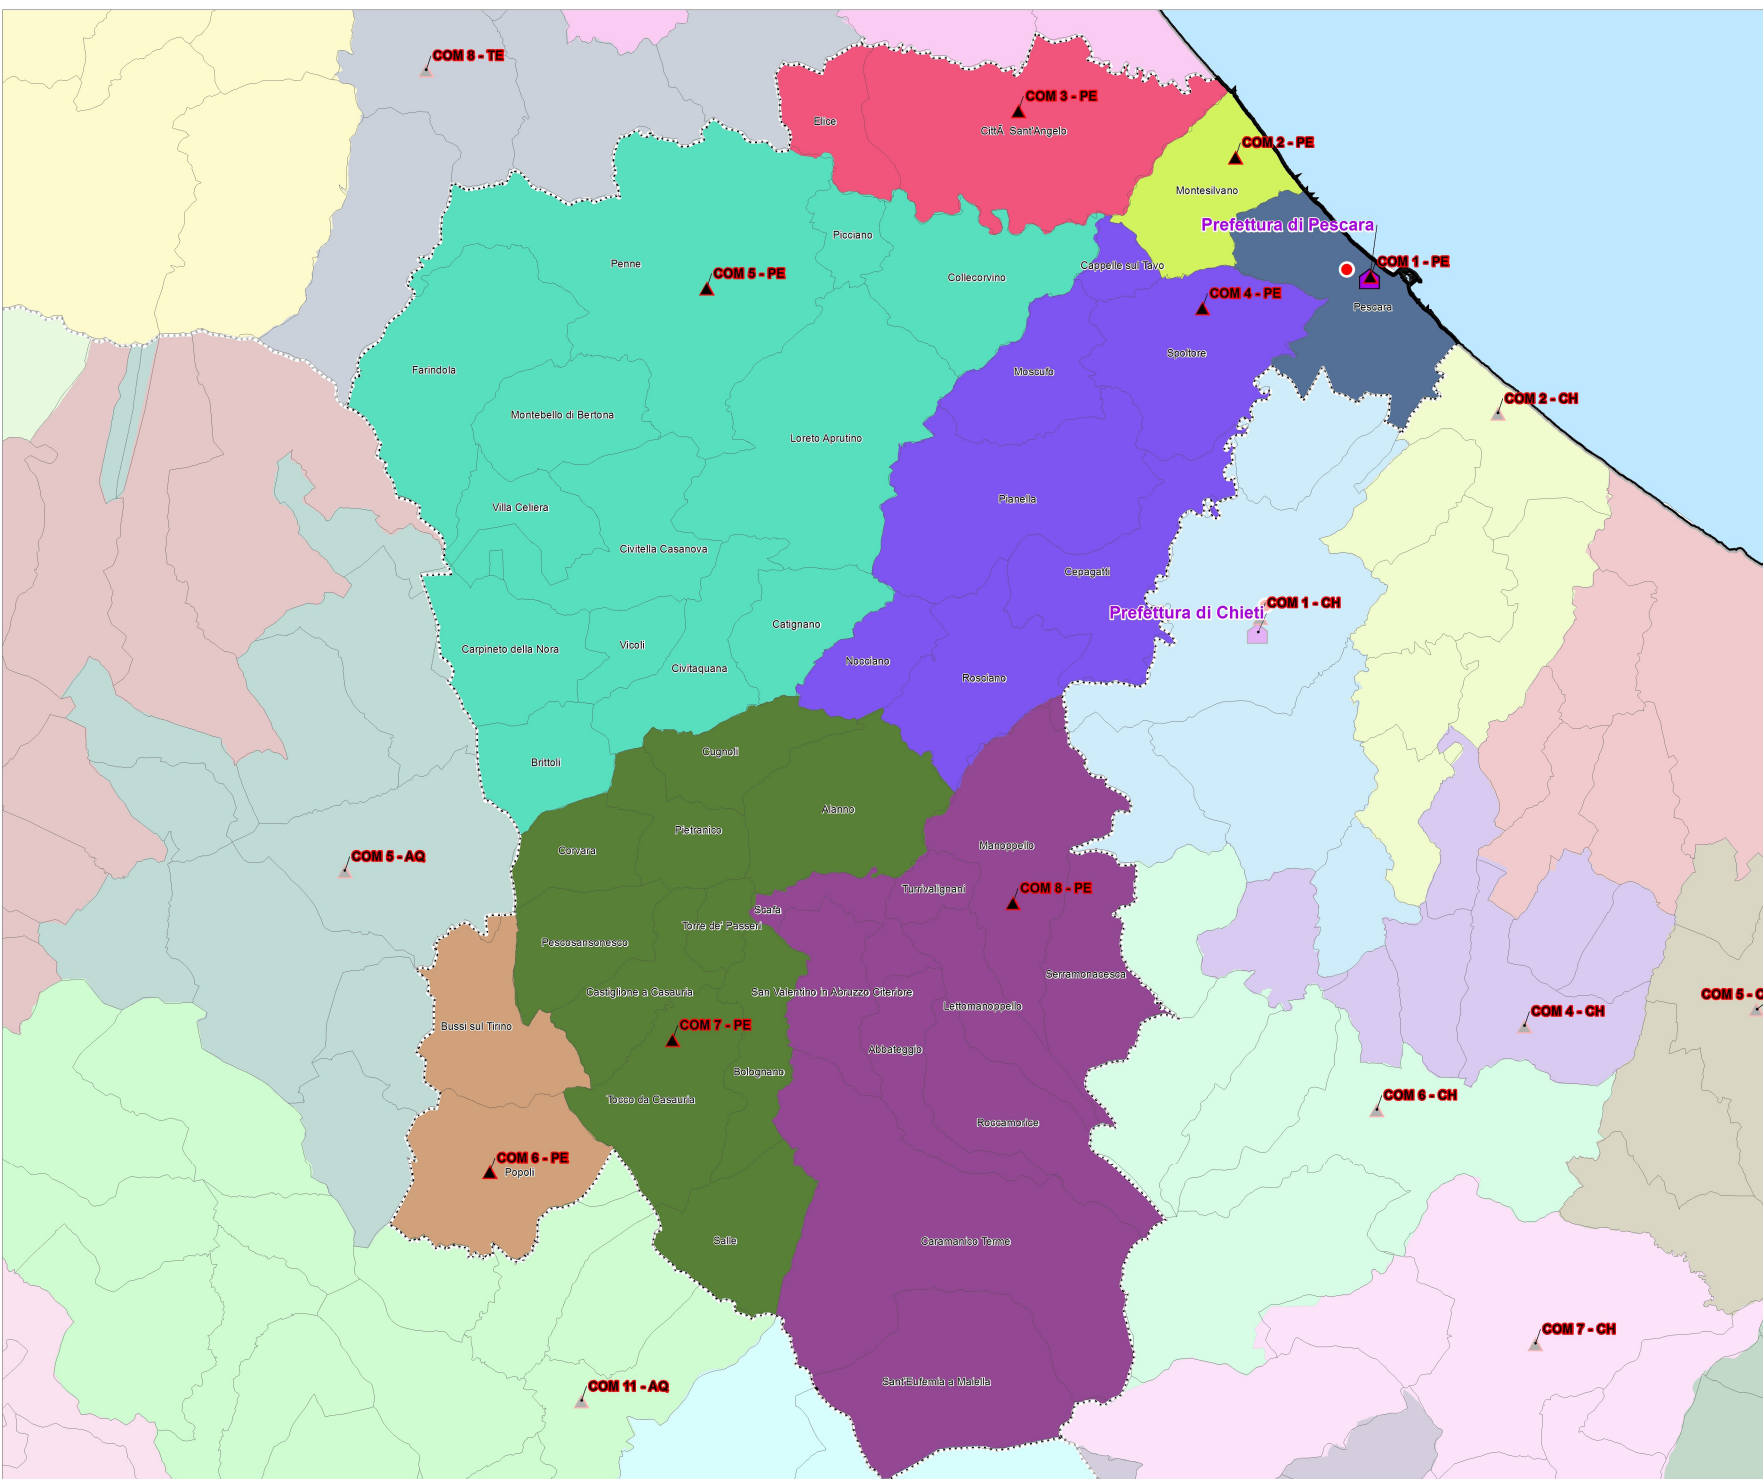 COM 8 - TE
COM 3 - PE
Elice
CittÃ  Sant'Angelo
COM 2 - PE
Montesilvano
Prefettura di Pescara
Picciano
Penne
COM 5 - PE
Collecorvino
Cappelle sul Tavo
COM 1 - PE
COM 4 - PE
Pescara
Spoltore
Farindola
Moscufo
COM 2 - CH
Montebello di Bertona
Loreto Aprutino
Pianella
Villa Celiera
Civitella Casanova
Cepagatti
COM 1 - CH
Prefettura di Chieti
Catignano
Carpineto della Nora
Vicoli
Civitaquana
Nocciano
Rosciano
Cugnoli
Brittoli
Alanno
Pietranico
Corvara
Manoppello
COM 5 - AQ
Turrivalignani
COM 8 - PE
Scafa
Torre de' Passeri
Pescosansonesco
Serramonacesca
Castiglione a Casauria
San Valentino in Abruzzo Citeriore
Lettomanoppello
COM 5 - C
COM 4 - CH
Bussi sul Tirino
COM 7 - PE
Abbateggio
Bolognano
Tocco da Casauria
COM 6 - CH
Roccamorice
COM 6 - PE
Popoli
Salle
Caramanico Terme
COM 7 - CH
Sant'Eufemia a Maiella
COM 11 - AQ